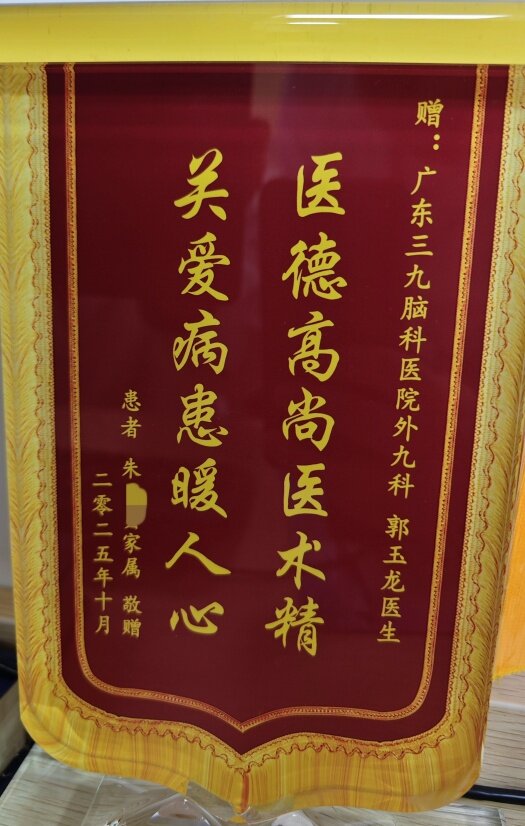 赠：广东三九脑科医院外九科 郭玉龙医生
医德高尚医术精
关爱病患暖人心
患者 朱 家属 敬赠
二零二五年十月